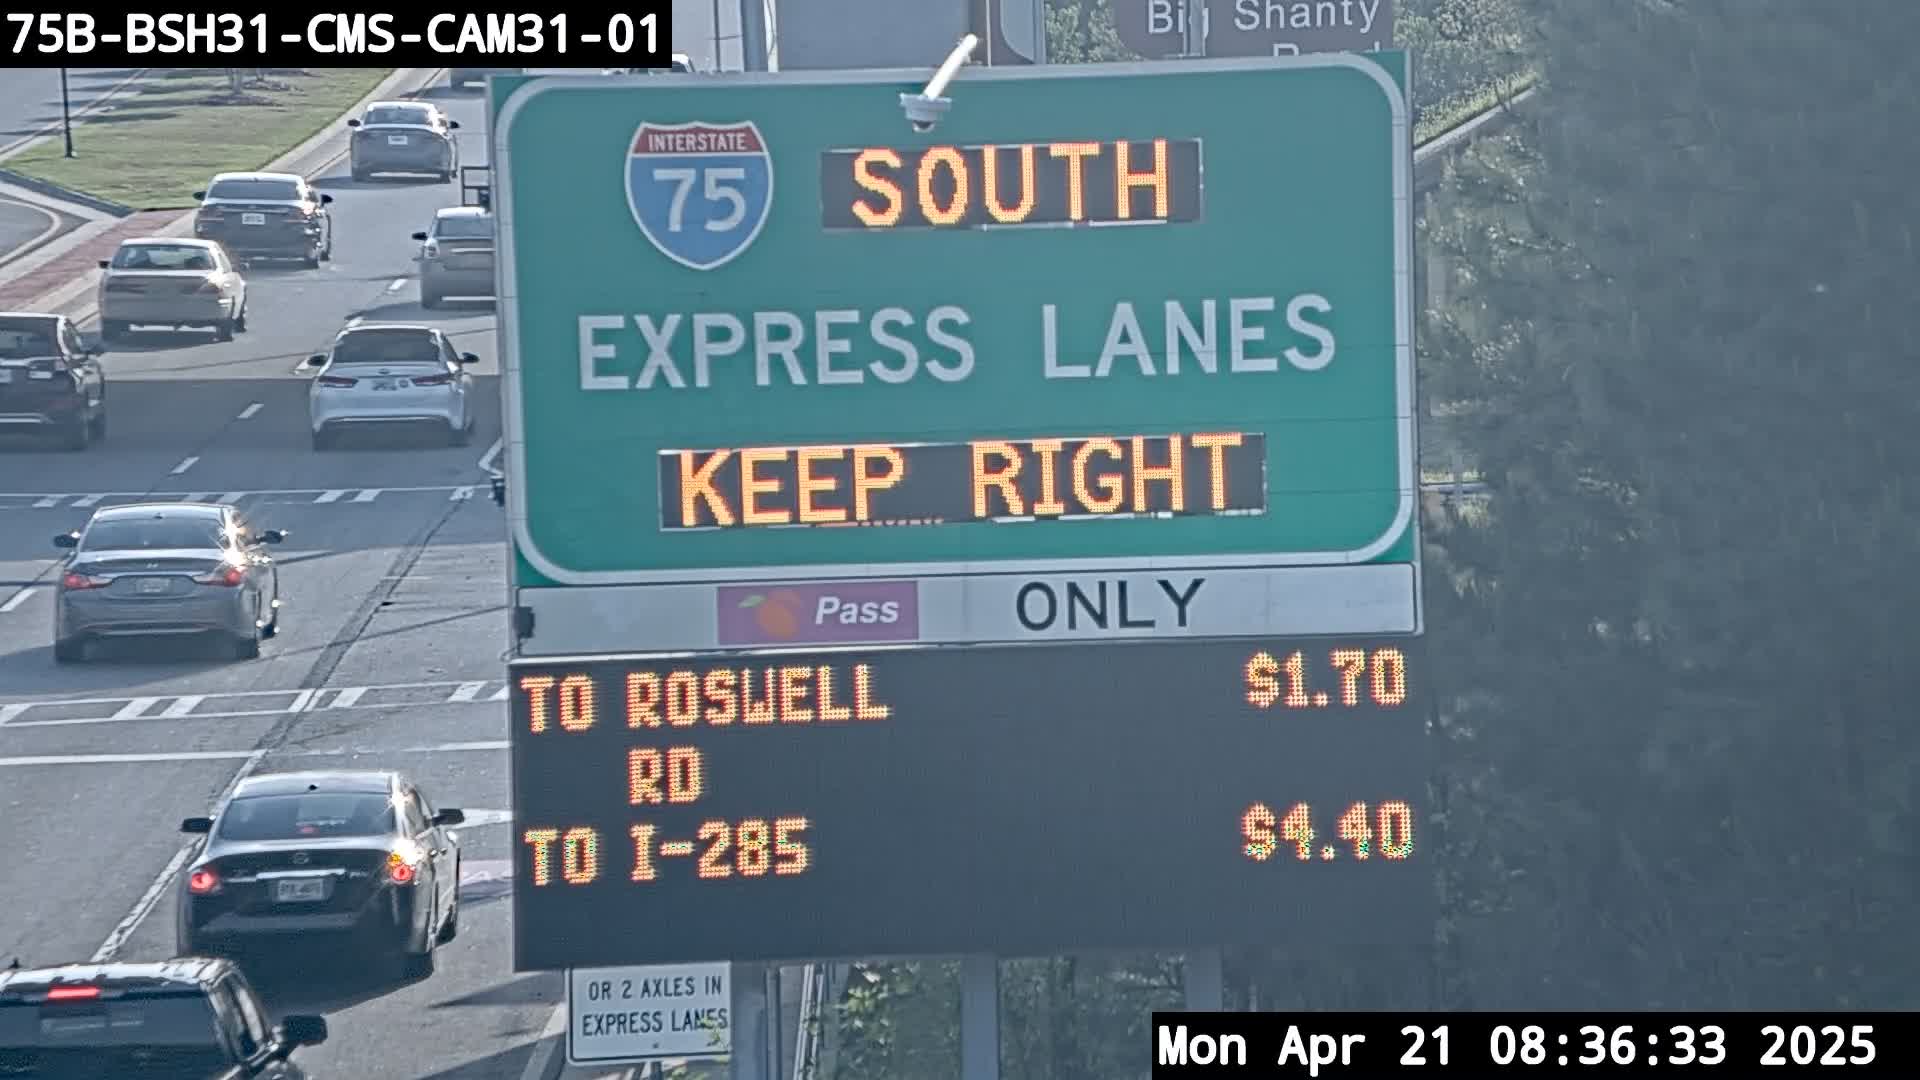 75B-BSH31-CMS-CAM31-01
Big Shanty
Road
INTERSTATE
75
SOUTH
EXPRESS LANES
KEEP RIGHT
Pass ONLY
TO ROSWELL $1.70
RD
TO I-285 $4.40
OR 2 AXLES IN
EXPRESS LANES
Mon Apr 21 08:36:33 2025